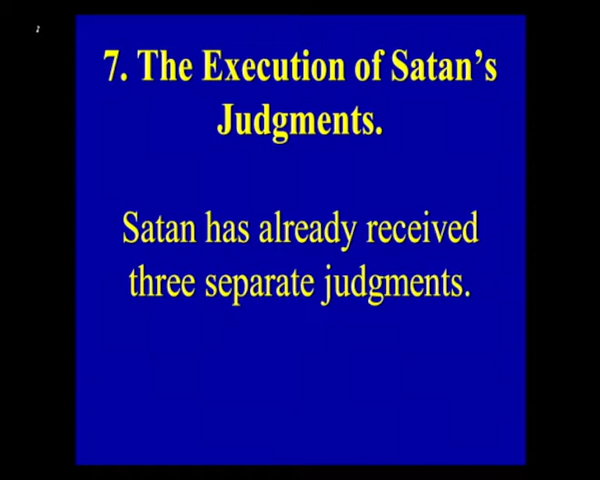 7. The Execution of Satan's
Judgments.
Satan has already received
three separate judgments.